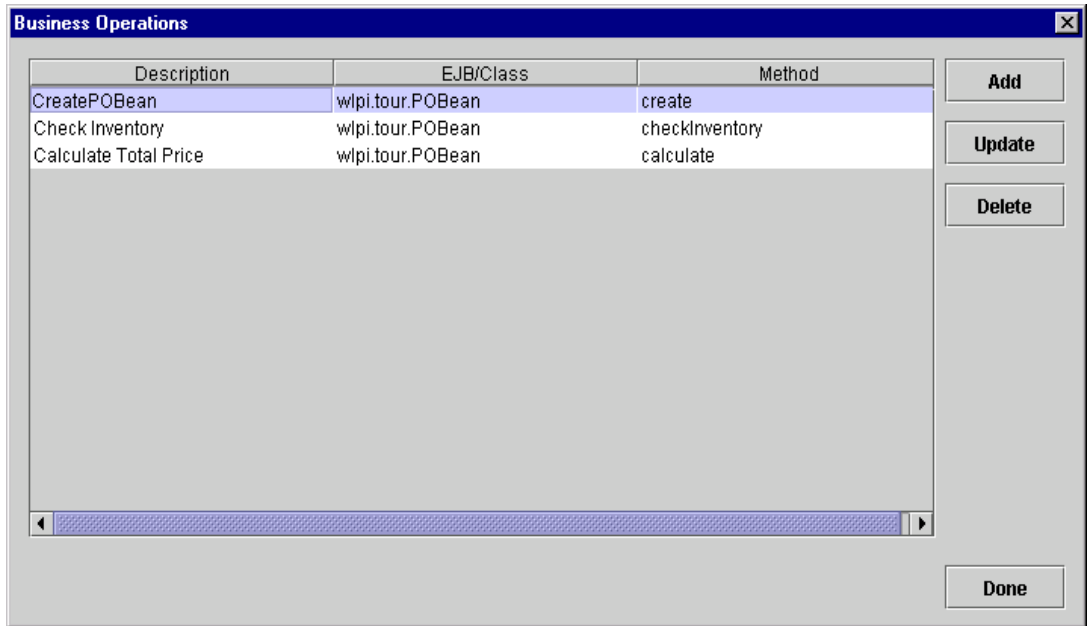 Business Operations
Description EJB/Class Method
CreatePOBean wlpi.tour.POBean create
Check Inventory wlpi.tour.POBean checkInventory
Calculate Total Price wlpi.tour.POBean calculate
Add
Update
Delete
Done